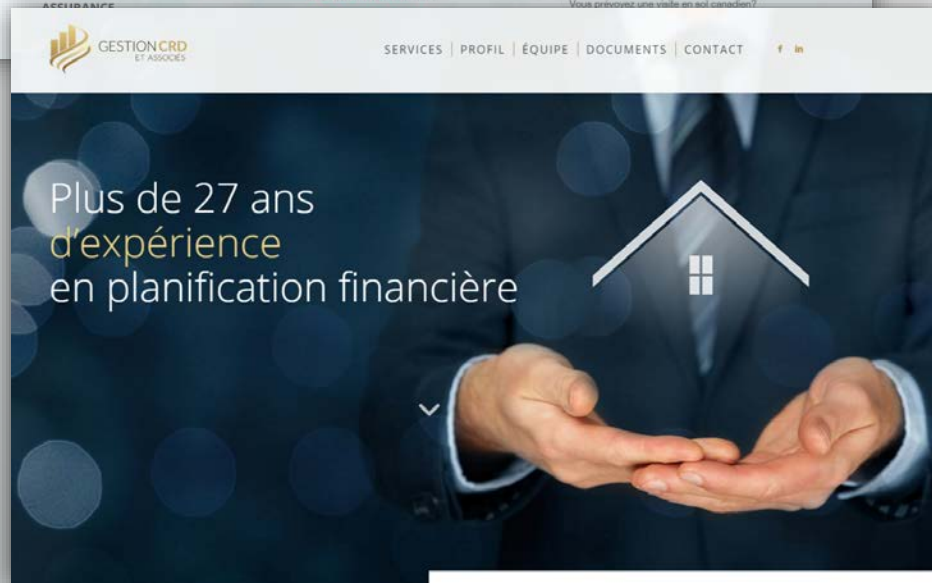 ASSURANCE
Vous prévoyez une visite en sol canadien?
GESTION CRD
ET ASSOCIÉS
SERVICES | PROFIL | ÉQUIPE | DOCUMENTS | CONTACT f in
Plus de 27 ans
d'expérience
en planification financière